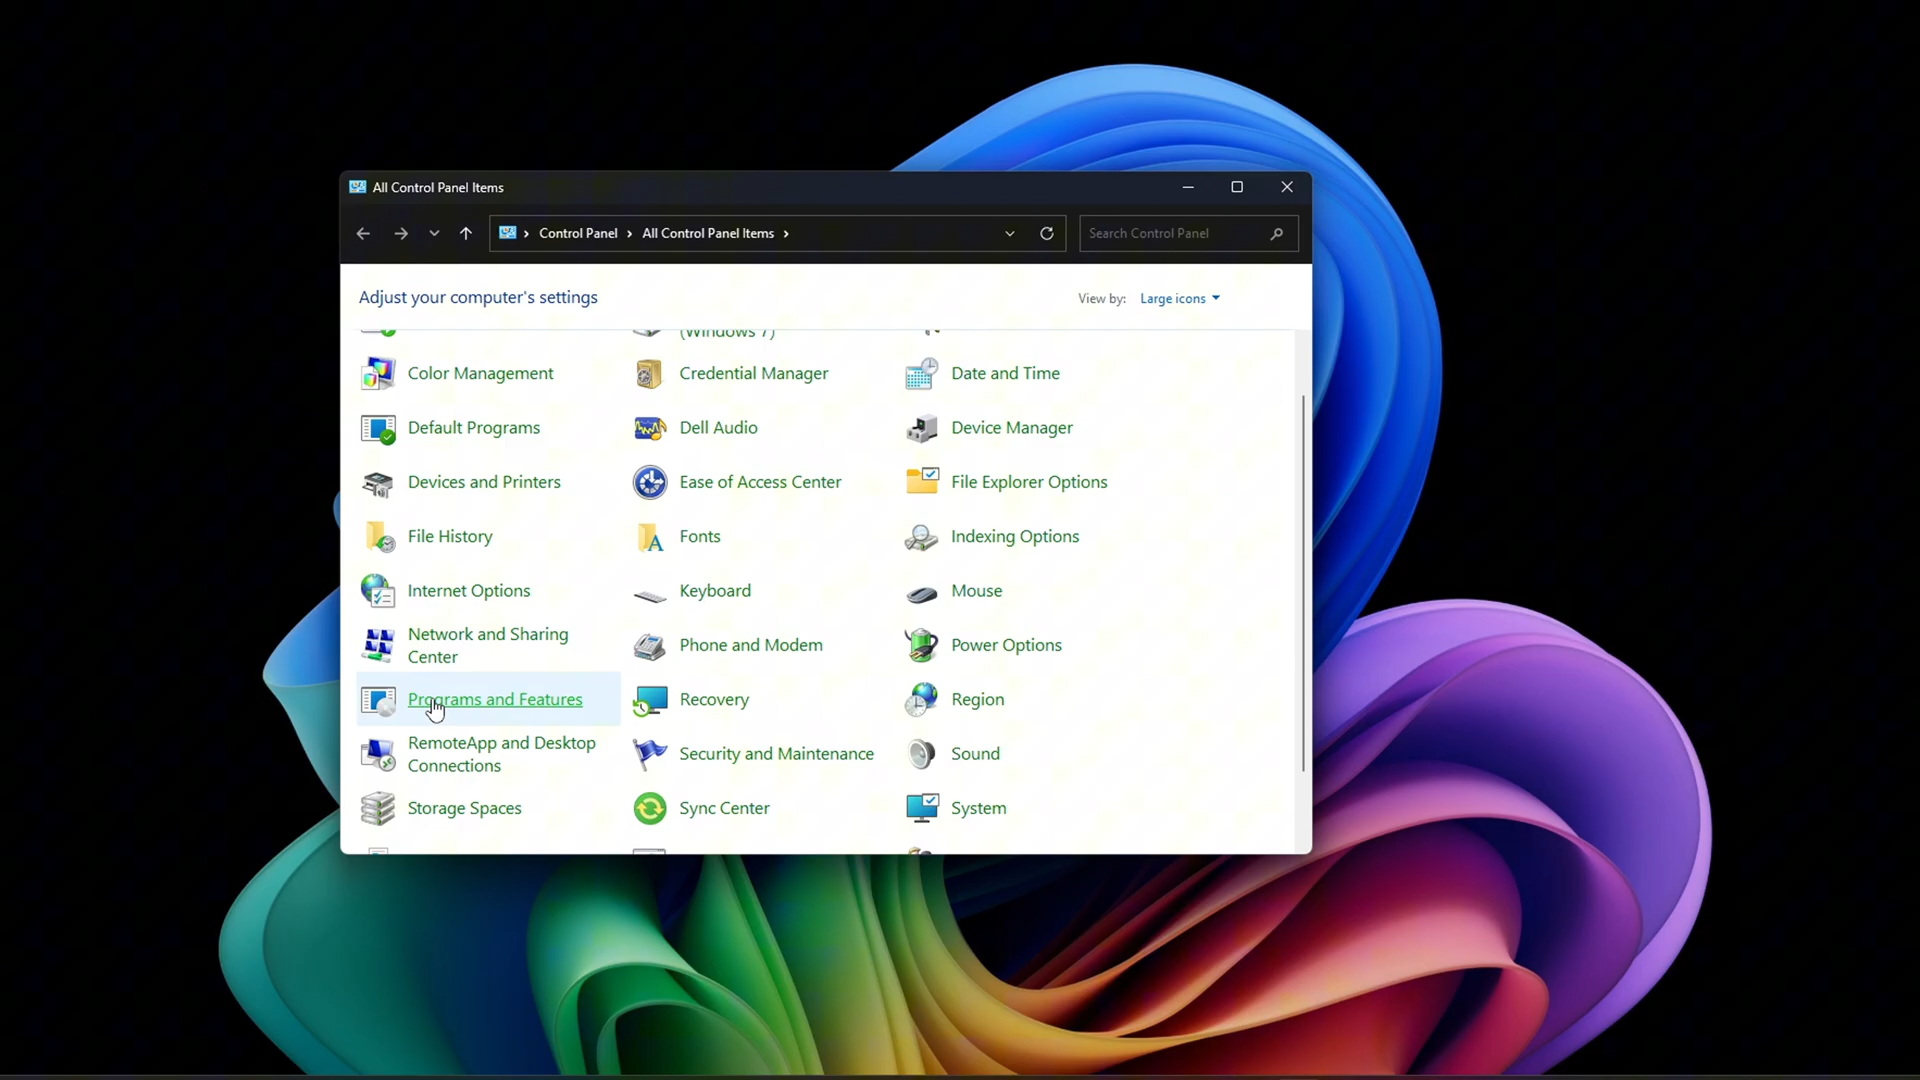 All Control Panel Items
Control Panel > All Control Panel Items >
Search Control Panel
Adjust your computer's settings
View by: Large icons
(Windows 7)
Color Management
Credential Manager
Date and Time
Default Programs
Dell Audio
Device Manager
Devices and Printers
Ease of Access Center
File Explorer Options
File History
Fonts
Indexing Options
Internet Options
Keyboard
Mouse
Network and Sharing
Center
Phone and Modem
Power Options
Programs and Features
Recovery
Region
RemoteApp and Desktop
Connections
Security and Maintenance
Sound
Storage Spaces
Sync Center
System